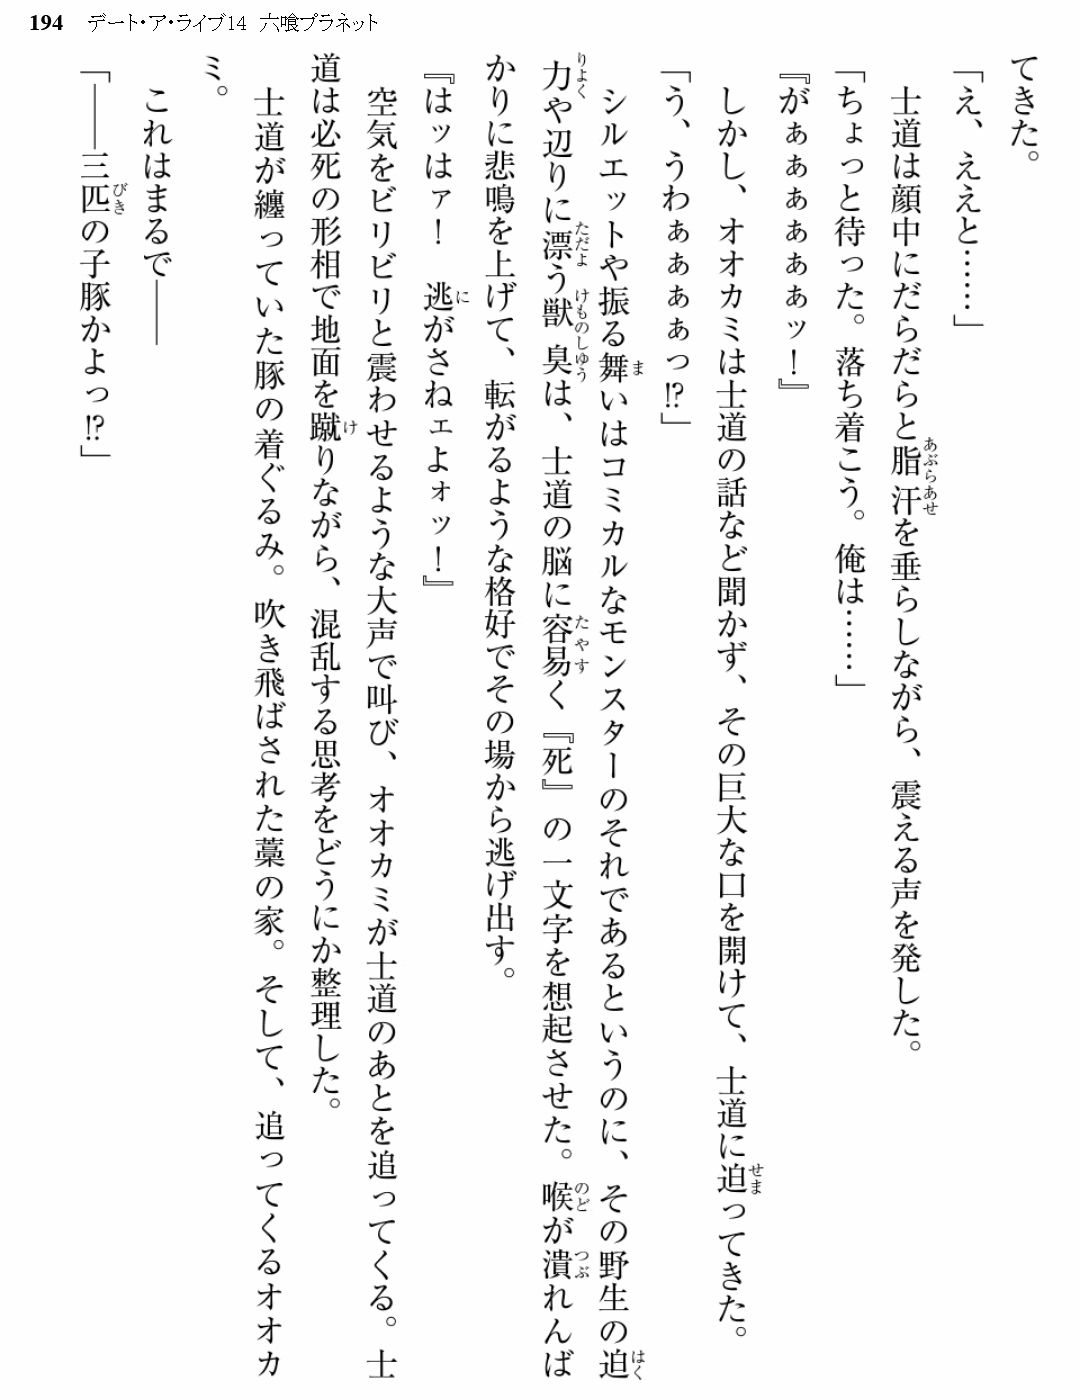 194 デート・ア・ライブ14 六喰プラネット
てきた。
「え、ええと……」
士道は顔中にだらだらと脂汗を垂らしながら、震える声を発した。
「ちょっと待った。落ち着こう。俺は……」
『がぁぁぁぁぁぁッ！』
しかし、オオカミは士道の話など聞かず、その巨大な口を開けて、士道に迫ってきた。
「う、うわぁぁぁぁっ!?」
シルエットや振る舞いはコミカルなモンスターのそれであるというのに、その野生の迫
力や辺りに漂う獣臭は、士道の脳に容易く『死』の一文字を想起させた。喉が潰れんば
かりに悲鳴を上げて、転がるような格好でその場から逃げ出す。
『はッはァ！　逃がさねェよォッ！』
空気をビリビリと震わせるような大声で叫び、オオカミが士道のあとを追ってくる。士
道は必死の形相で地面を蹴りながら、混乱する思考をどうにか整理した。
士道が纏っていた豚の着ぐるみ。吹き飛ばされた藁の家。そして、追ってくるオオカ
ミ。
これはまるで――
「――三匹の子豚かよっ!?」